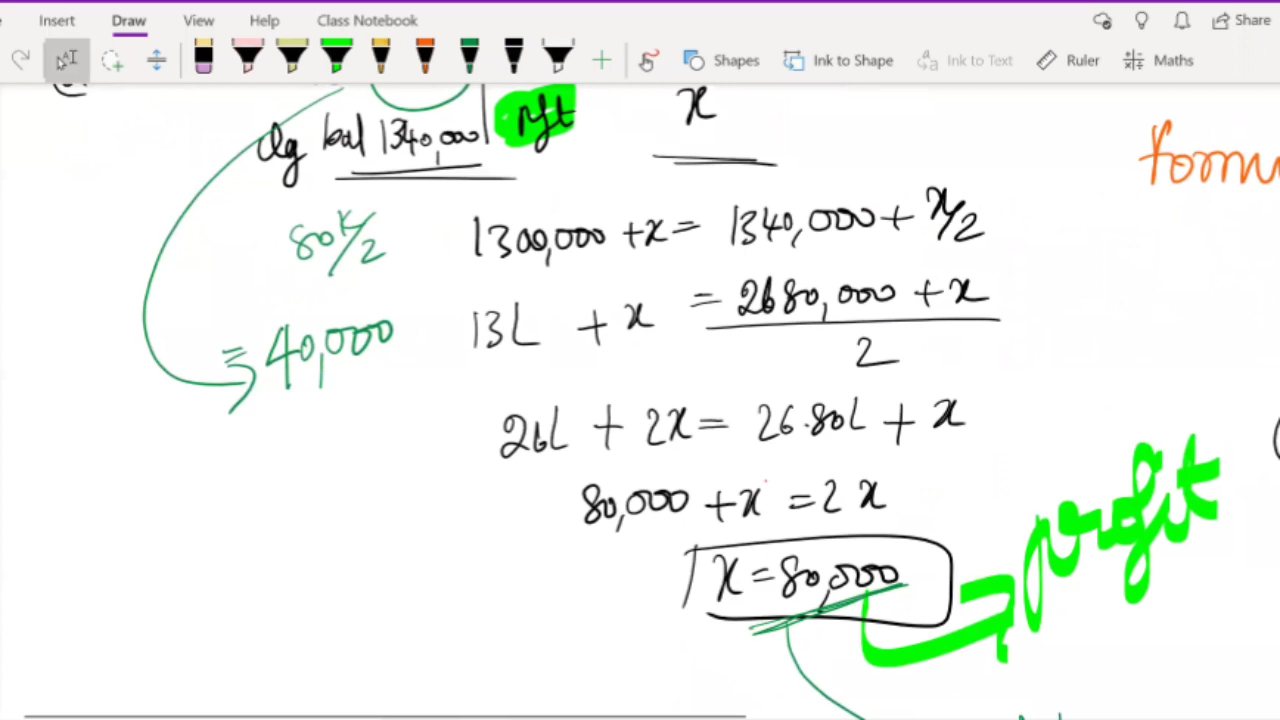 Insert Draw View Help Class Notebook Share
Shapes Ink to Shape Ink to Text Ruler Maths
Clg bal 1340,000 pft x
formu
80K/2 1300,000 + x = 1340,000 + x/2
= 40,000
13L + x = 2680,000 + x
2
26L + 2x = 26.80L + x
80,000 + x = 2x
x = 80,000
profit